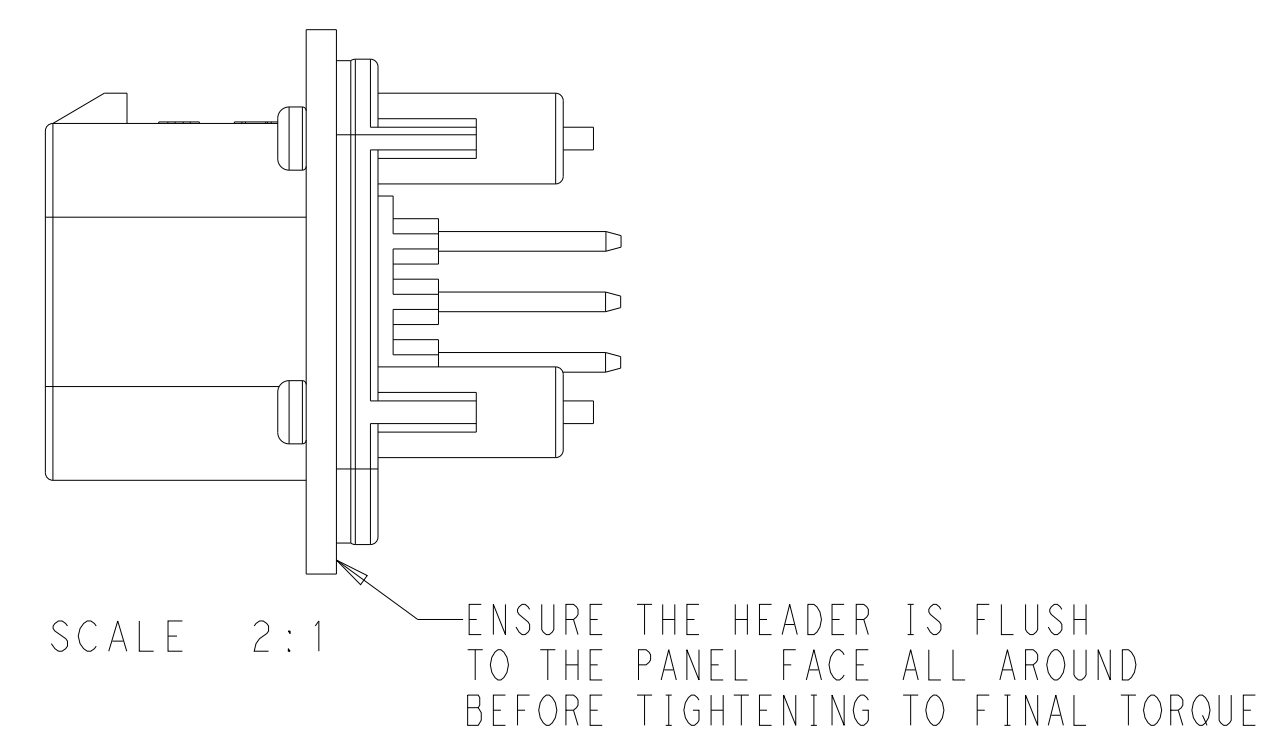 SCALE 2:1
ENSURE THE HEADER IS FLUSH
TO THE PANEL FACE ALL AROUND
BEFORE TIGHTENING TO FINAL TORQUE